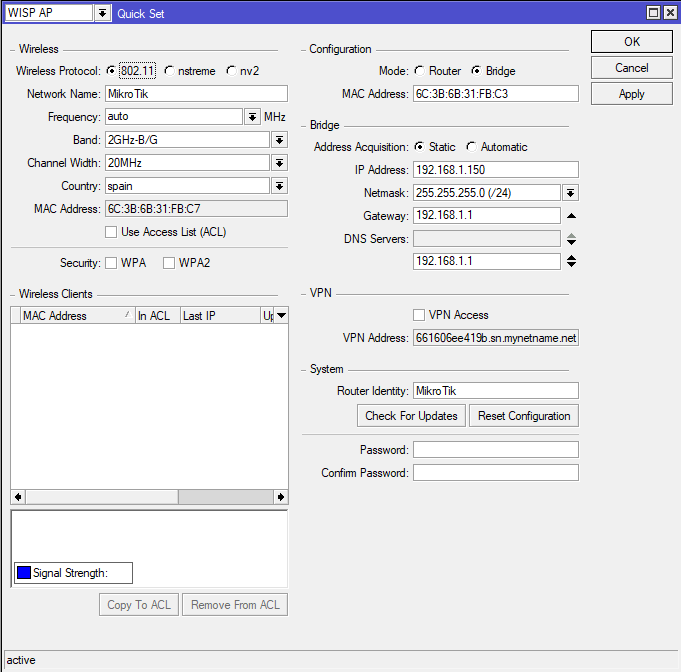 WISP AP Quick Set
Wireless
Wireless Protocol: 802.11 nstreme nv2
Network Name: MikroTik
Frequency: auto MHz
Band: 2GHz-B/G
Channel Width: 20MHz
Country: spain
MAC Address: 6C:3B:6B:31:FB:C7
Use Access List (ACL)
Security: WPA WPA2
Wireless Clients
MAC Address In ACL Last IP Up
Signal Strength:
Copy To ACL Remove From ACL
Configuration
Mode: Router Bridge
MAC Address: 6C:3B:6B:31:FB:C3
Bridge
Address Acquisition: Static Automatic
IP Address: 192.168.1.150
Netmask: 255.255.255.0 (/24)
Gateway: 192.168.1.1
DNS Servers:
192.168.1.1
VPN
VPN Access
VPN Address: 661606ee419b.sn.mynetname.net
System
Router Identity: MikroTik
Check For Updates Reset Configuration
Password:
Confirm Password:
OK
Cancel
Apply
active